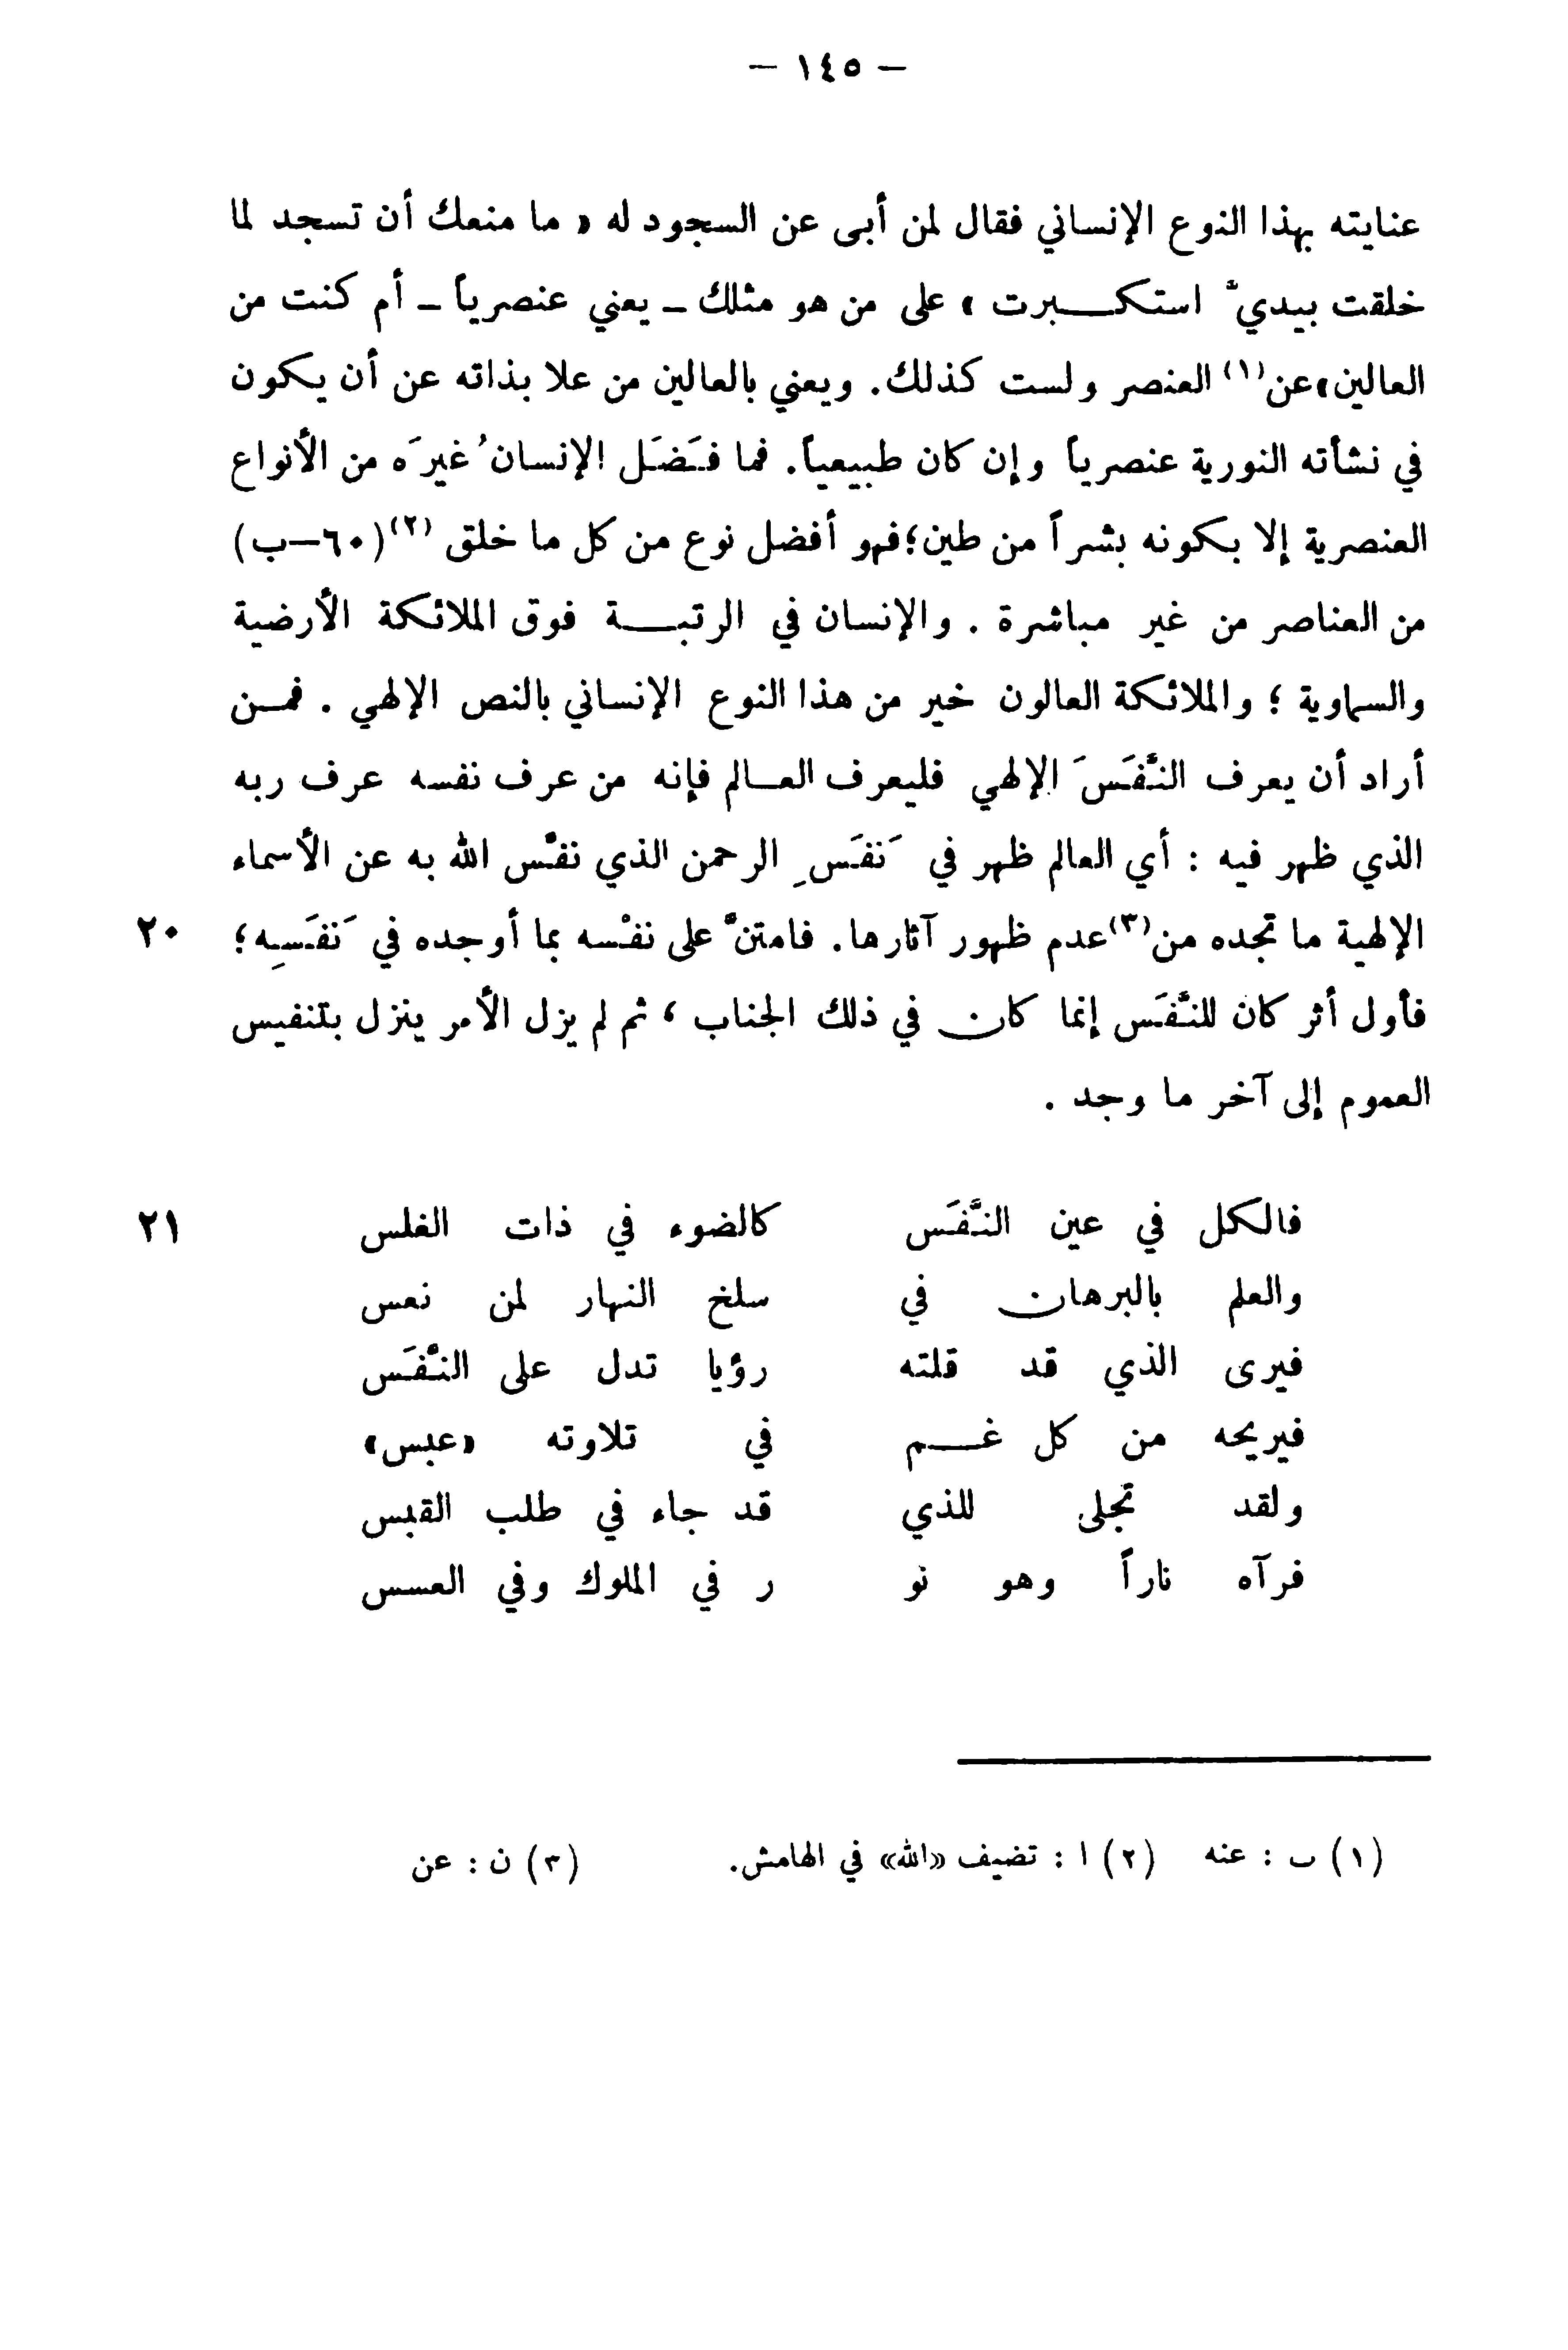 – ١٤٥ –
عنايته بهذا النوع الإنساني فقال لمن أبى عن السجود له « ما منعك أن تسجد لما
خلقت بيديّ استكبرت » على من هو مثلك – يعني عنصرياً – أم كنت من
العالين»عن(١) العنصر ولست كذلك. ويعني بالعالين من علا بذاته عن أن يكون
في نشأته النورية عنصرياً وإن كان طبيعياً. فما فَضَل الإنسانُ غيرَه من الأنواع
العنصرية إلا بكونه بشراً من طين؛فهو أفضل نوع من كل ما خلق (٢)(٦٠–ب)
من العناصر من غير مباشرة . والإنسان في الرتبة فوق الملائكة الأرضية
والسماوية ؛ والملائكة العالون خير من هذا النوع الإنساني بالنص الإلهي . فمن
أراد أن يعرف النَّفَسَ الإلهي فليعرف العالم فإنه من عرف نفسه عرف ربه
الذي ظهر فيه : أي العالم ظهر في نَفَسِ الرحمن الذي نفَّس الله به عن الأسماء
الإلهية ما تجده من(٣)عدم ظهور آثارها. فامتنَّ على نفْسه بما أوجده في نَفَسِه؛ ٢٠
فأول أثر كان للنَّفَس إنما كان في ذلك الجناب ، ثم لم يزل الأمر ينزل بتنفيس
العموم إلى آخر ما وجد .
فالكل في عين النَّفَس كالضوء في ذات الغلس ٢١
والعلم بالبرهان في سلخ النهار لمن نعس
فيرى الذي قد قلته رؤيا تدل على النَّفَس
فيريحه من كل غم في تلاوته «عبس»
ولقد تجلى للذي قد جاء في طلب القبس
فرآه ناراً وهو نو ر في الملوك وفي العسس
(١) ب : عنه (٢) ا : تضيف «الله» في الهامش. (٣) ن : عن